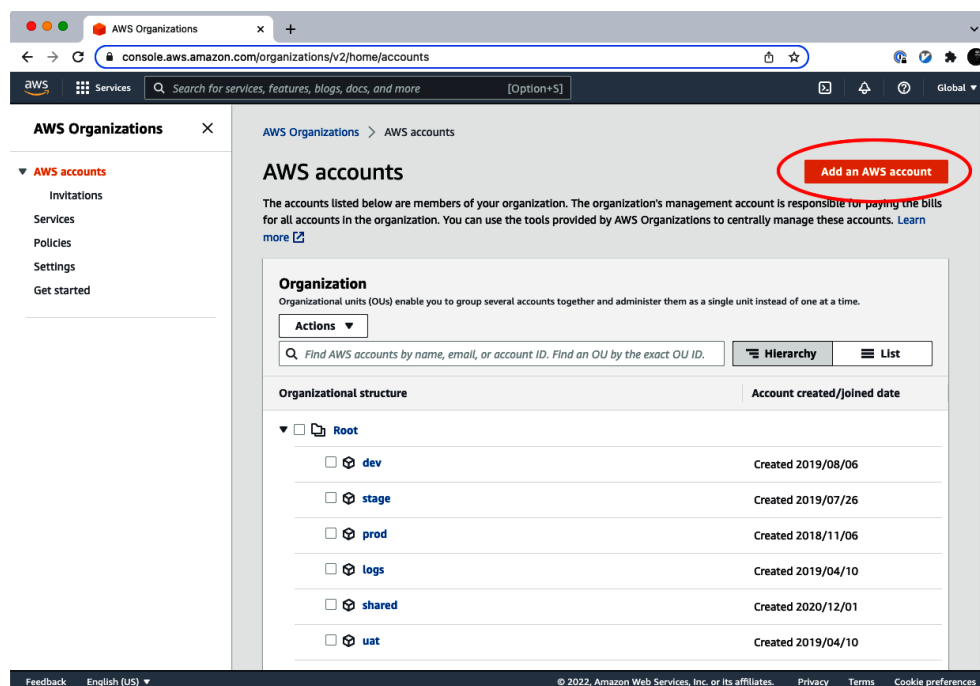 AWS Organizations
console.aws.amazon.com/organizations/v2/home/accounts
aws
Services
Search for services, features, blogs, docs, and more [Option+S]
Global
AWS Organizations
AWS accounts
Invitations
Services
Policies
Settings
Get started
AWS Organizations > AWS accounts
AWS accounts
Add an AWS account
The accounts listed below are members of your organization. The organization's management account is responsible for paying the bills
for all accounts in the organization. You can use the tools provided by AWS Organizations to centrally manage these accounts. Learn
more
Organization
Organizational units (OUs) enable you to group several accounts together and administer them as a single unit instead of one at a time.
Actions
Find AWS accounts by name, email, or account ID. Find an OU by the exact OU ID.
Hierarchy
List
Organizational structure
Account created/joined date
Root
dev
Created 2019/08/06
stage
Created 2019/07/26
prod
Created 2018/11/06
logs
Created 2019/04/10
shared
Created 2020/12/01
uat
Created 2019/04/10
Feedback
English (US)
© 2022, Amazon Web Services, Inc. or its affiliates.
Privacy
Terms
Cookie preferences